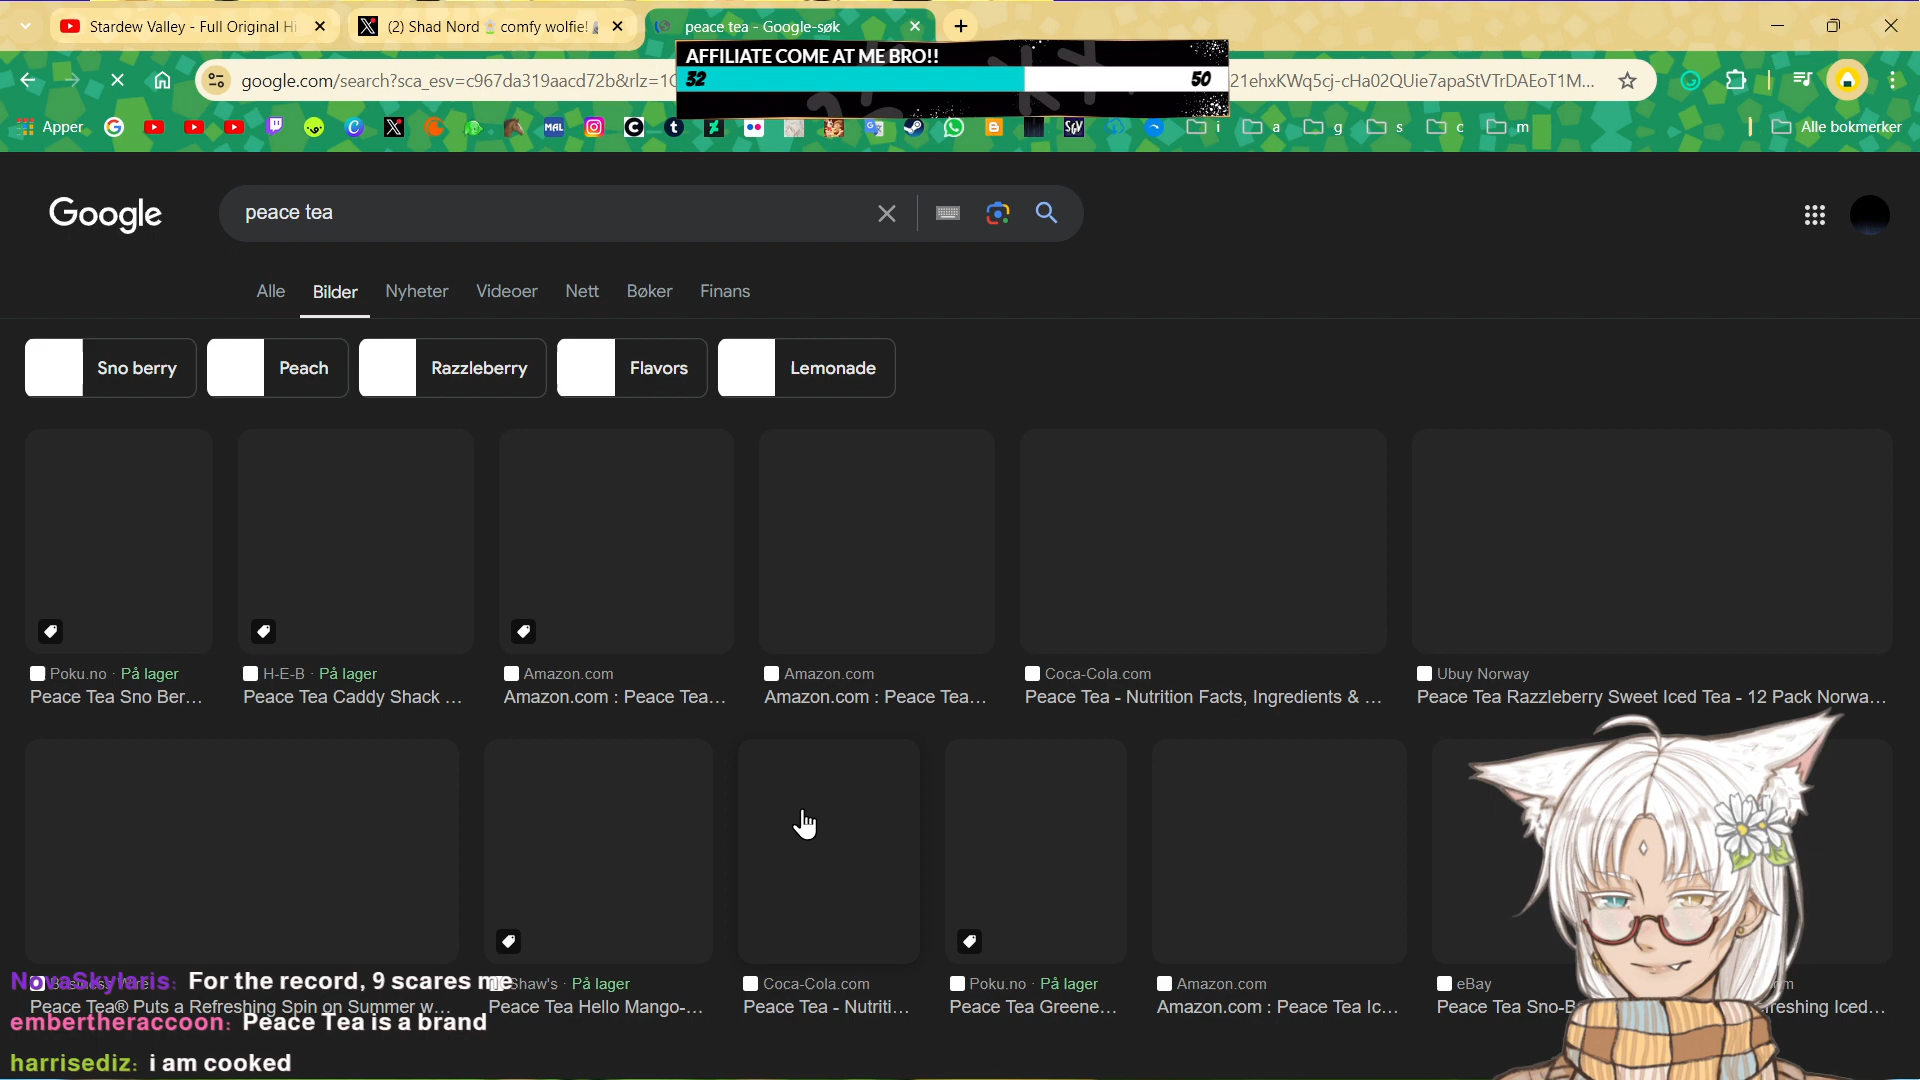 Stardew Valley - Full Original Hi
(2) Shad Nord comfy wolfie!
peace tea - Google-søk
AFFILIATE COME AT ME BRO!!
32
50
google.com/search?sca_esv=c967da319aacd72b&rlz=1C
21ehxKWq5cj-cHa02QUie7apaStVTrDAEoT1M...
Apper
MAL
SGV
i
a
g
s
c
m
Alle bokmerker
Google
peace tea
Alle
Bilder
Nyheter
Videoer
Nett
Bøker
Finans
Sno berry
Peach
Razzleberry
Flavors
Lemonade
Poku.no · På lager
Peace Tea Sno Ber...
H-E-B · På lager
Peace Tea Caddy Shack ...
Amazon.com
Amazon.com : Peace Tea...
Amazon.com
Amazon.com : Peace Tea...
Coca-Cola.com
Peace Tea - Nutrition Facts, Ingredients & ...
Ubuy Norway
Peace Tea Razzleberry Sweet Iced Tea - 12 Pack Norwa...
Peace Tea® Puts a Refreshing Spin on Summer w...
Shaw's · På lager
Peace Tea Hello Mango-...
Coca-Cola.com
Peace Tea - Nutriti...
Poku.no · På lager
Peace Tea Greene...
Amazon.com
Amazon.com : Peace Tea Ic...
eBay
Peace Tea Sno-B
freshing Iced...
NovaSkylaris: For the record, 9 scares me
embertheraccoon: Peace Tea is a brand
harrisediz: i am cooked